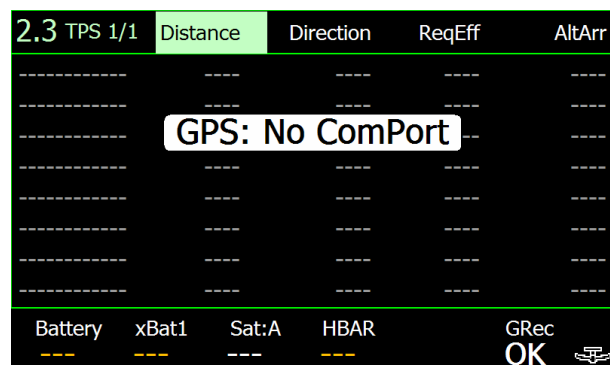 2.3 TPS 1/1 Distance Direction ReqEff AltArr
------------ ---- ---- ---- ----
------------ ---- ---- ---- ----
GPS: No ComPort
------------ ---- ---- ---- ----
------------ ---- ---- ---- ----
------------ ---- ---- ---- ----
------------ ---- ---- ---- ----
------------ ---- ---- ---- ----
------------ ---- ---- ---- ----
Battery xBat1 Sat:A HBAR GRec
--- --- --- --- OK